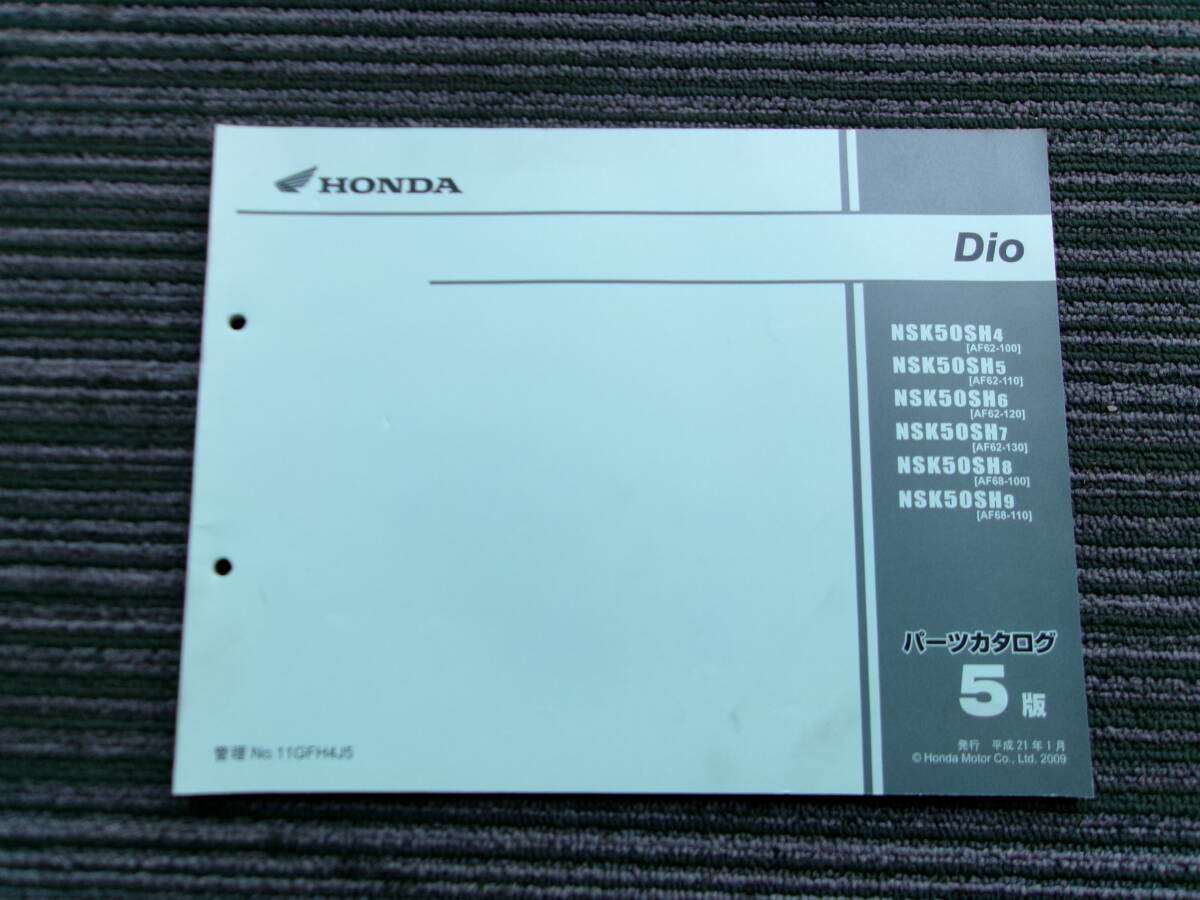 HONDA
Dio
NSK50SH4
[AF62-100]
NSK50SH5
[AF62-110]
NSK50SH6
[AF62-120]
NSK50SH7
[AF62-130]
NSK50SH8
[AF68-100]
NSK50SH9
[AF68-110]
パーツカタログ
5 版
発行 平成 21 年 1 月
© Honda Motor Co., Ltd. 2009
管理 No.11GFH4J5